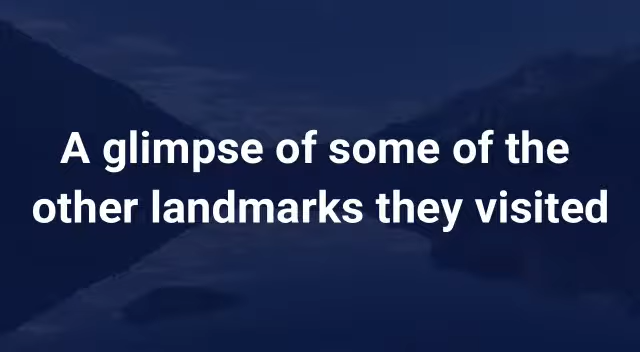 A glimpse of some of the
other landmarks they visited